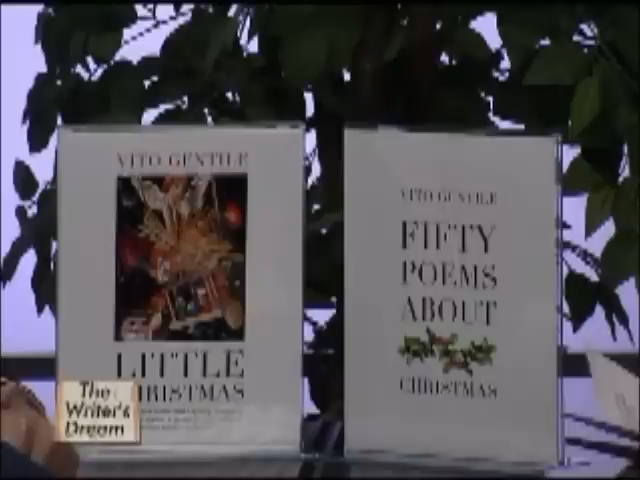 VITO GENTILE
LITTLE
CHRISTMAS
VITO GENTILE
FIFTY
POEMS
ABOUT
CHRISTMAS
The
Writer's
Dream